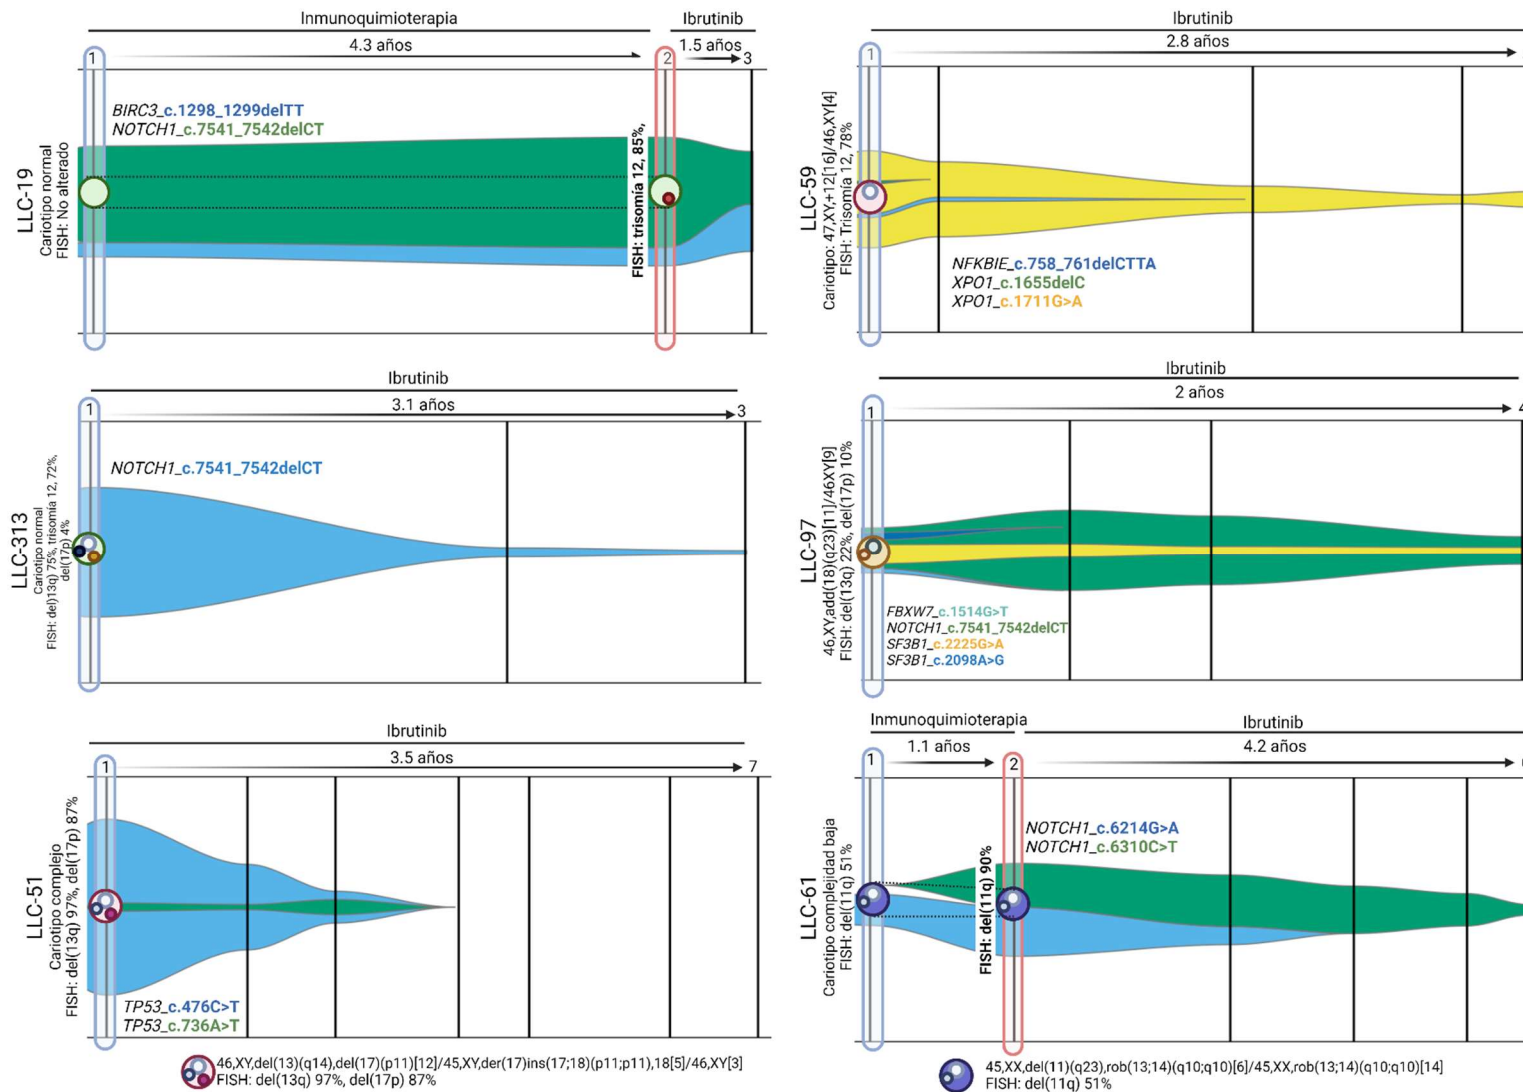 Inmunoquimioterapia
Ibrutinib
4.3 años
1.5 años
1
2
3
LLC-19
Cariotipo normal
FISH: No alterado
BIRC3_c.1298_1299delTT
NOTCH1_c.7541_7542delCT
FISH: trisomía 12, 85%,
Ibrutinib
2.8 años
1
LLC-59
Cariotipo: 47,XY,+12[16]/46,XY[4]
FISH: Trisomía 12, 78%
NFKBIE_c.758_761delCTTA
XPO1_c.1655delC
XPO1_c.1711G>A
Ibrutinib
3.1 años
1
3
LLC-313
Cariotipo normal
FISH: del)13q) 75%, trisomía 12, 72%,
del(17p) 4%
NOTCH1_c.7541_7542delCT
Ibrutinib
2 años
1
4
LLC-97
46,XY,add(18)(q23)[11]/46XY[9]
FISH: del(13q) 22%, del(17p) 10%
FBXW7_c.1514G>T
NOTCH1_c.7541_7542delCT
SF3B1_c.2225G>A
SF3B1_c.2098A>G
Ibrutinib
3.5 años
1
7
LLC-51
Cariotipo complejo
FISH: del(13q) 97%, del(17p) 87%
TP53_c.476C>T
TP53_c.736A>T
46,XY,del(13)(q14),del(17)(p11)[12]/45,XY,der(17)ins(17;18)(p11;p11),18[5]/46,XY[3]
FISH: del(13q) 97%, del(17p) 87%
Inmunoquimioterapia
Ibrutinib
1.1 años
4.2 años
1
2
LLC-61
Cariotipo complejidad baja
FISH: del(11q) 51%
FISH: del(11q) 90%
NOTCH1_c.6214G>A
NOTCH1_c.6310C>T
45,XX,del(11)(q23),rob(13;14)(q10;q10)[6]/45,XX,rob(13;14)(q10;q10)[14]
FISH: del(11q) 51%